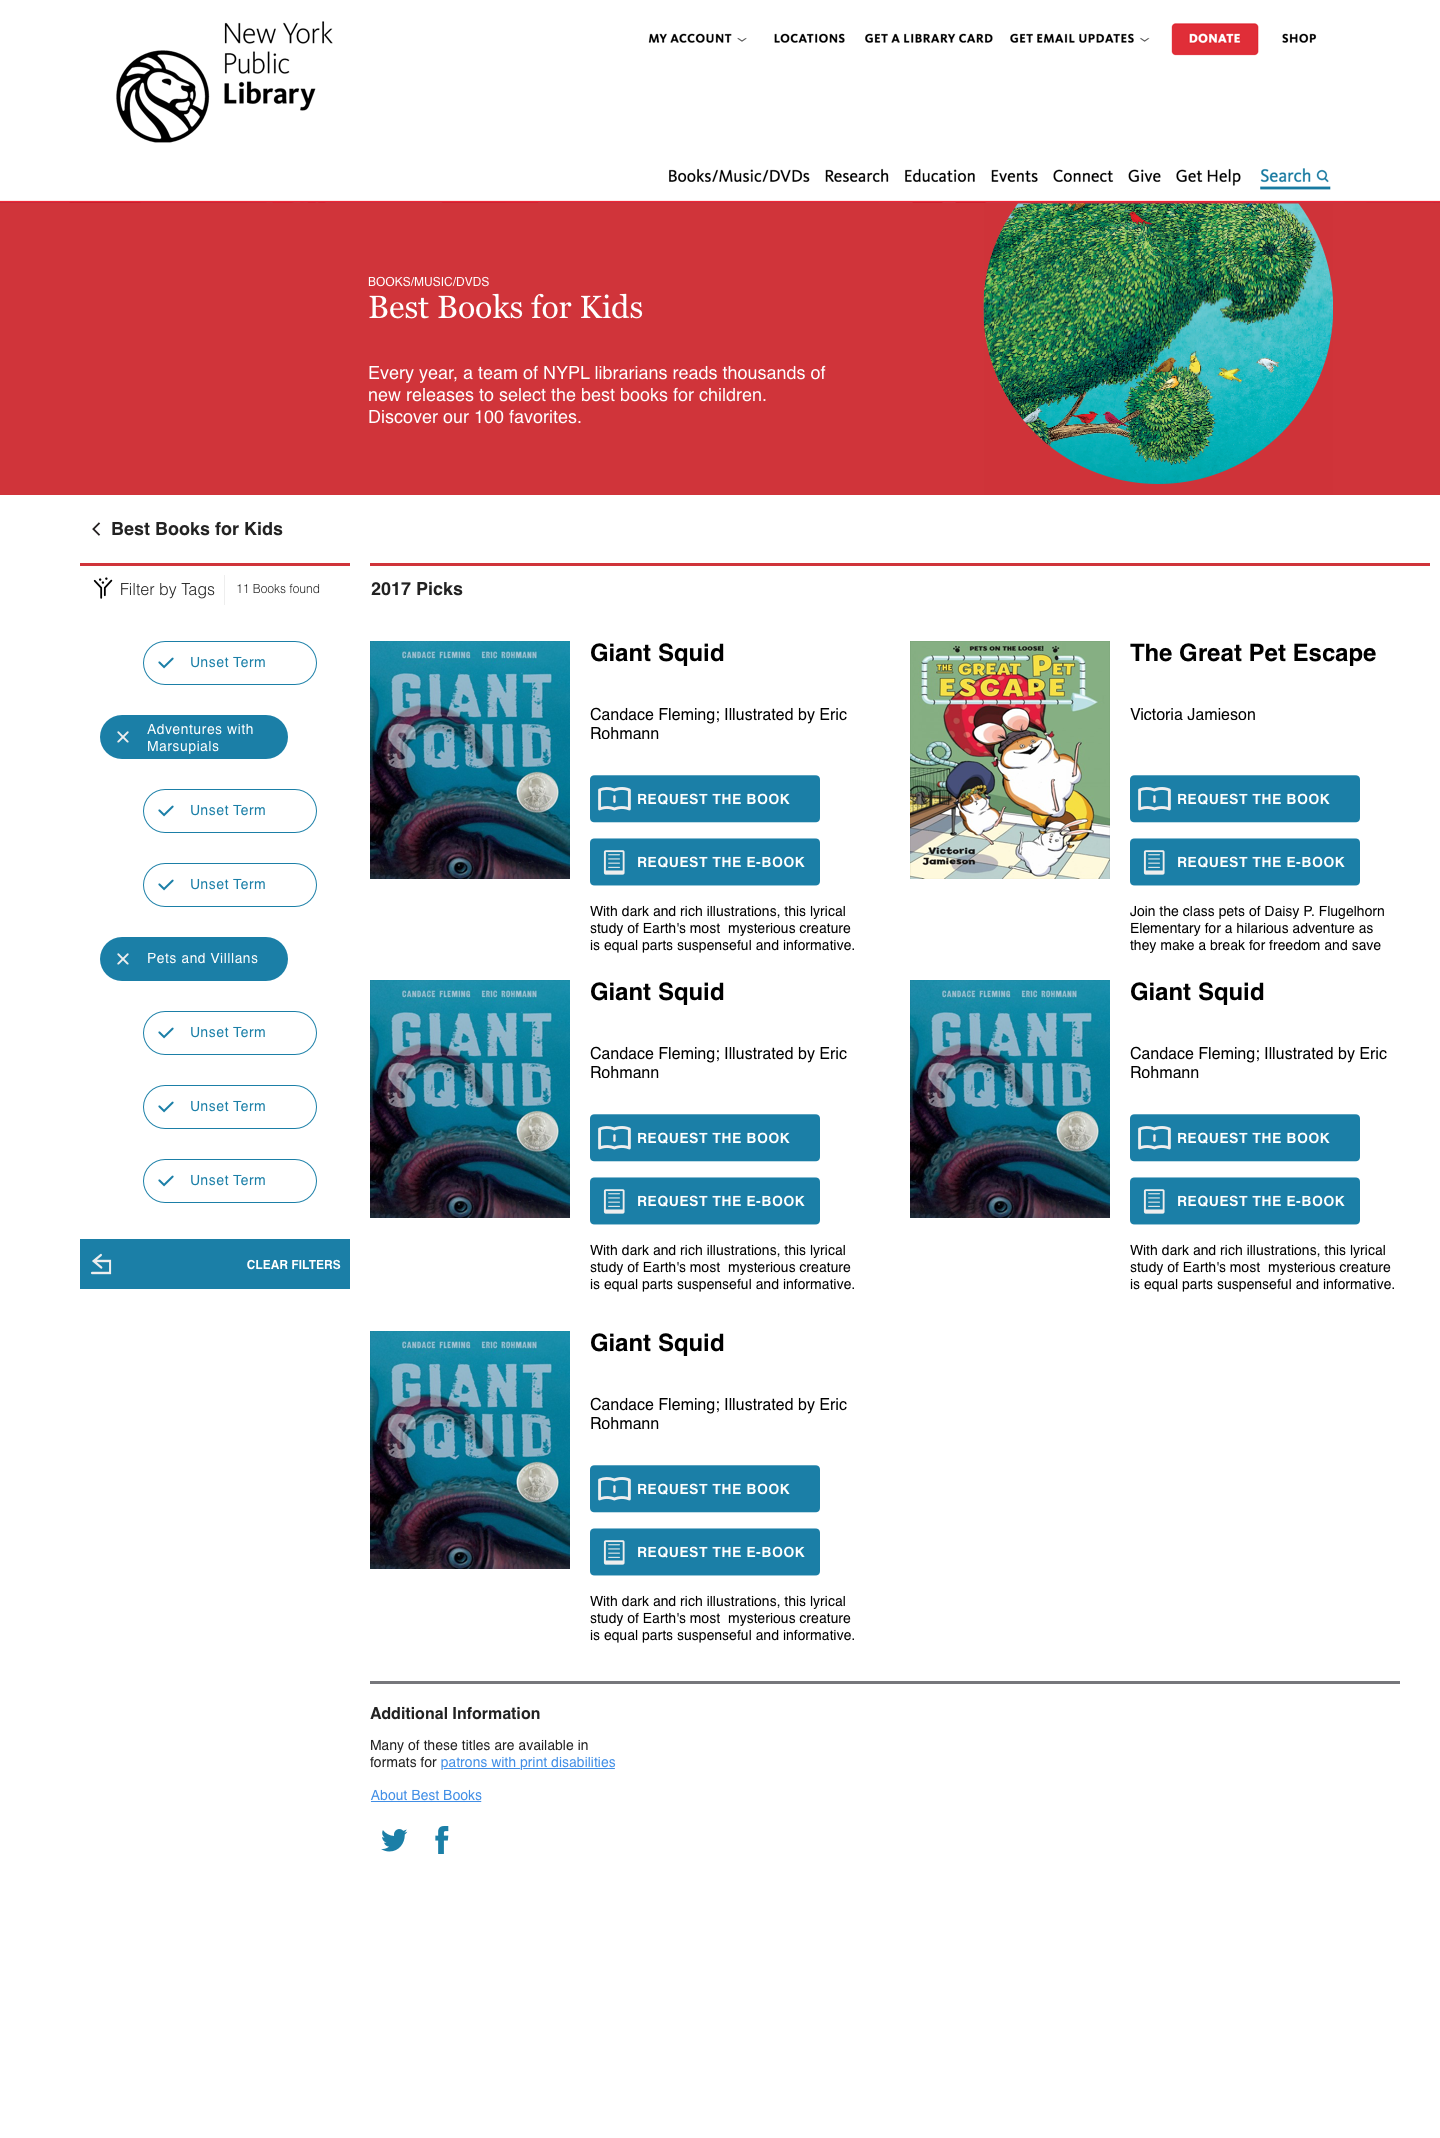 New York
Public
Library
MY ACCOUNT LOCATIONS GET A LIBRARY CARD GET EMAIL UPDATES DONATE SHOP
Books/Music/DVDs Research Education Events Connect Give Get Help Search
BOOKS/MUSIC/DVDS
Best Books for Kids
Every year, a team of NYPL librarians reads thousands of
new releases to select the best books for children.
Discover our 100 favorites.
Best Books for Kids
Filter by Tags 11 Books found
Unset Term
Adventures with
Marsupials
Unset Term
Unset Term
Pets and Villlans
Unset Term
Unset Term
Unset Term
CLEAR FILTERS
2017 Picks
CANDACE FLEMING ERIC ROHMANN
GIANT
SQUID
Giant Squid
Candace Fleming; Illustrated by Eric
Rohmann
REQUEST THE BOOK
REQUEST THE E-BOOK
With dark and rich illustrations, this lyrical
study of Earth's most  mysterious creature
is equal parts suspenseful and informative.
PETS ON THE LOOSE!
THE GREAT PET
ESCAPE
Victoria
Jamieson
The Great Pet Escape
Victoria Jamieson
REQUEST THE BOOK
REQUEST THE E-BOOK
Join the class pets of Daisy P. Flugelhorn
Elementary for a hilarious adventure as
they make a break for freedom and save
CANDACE FLEMING ERIC ROHMANN
GIANT
SQUID
Giant Squid
Candace Fleming; Illustrated by Eric
Rohmann
REQUEST THE BOOK
REQUEST THE E-BOOK
With dark and rich illustrations, this lyrical
study of Earth's most  mysterious creature
is equal parts suspenseful and informative.
CANDACE FLEMING ERIC ROHMANN
GIANT
SQUID
Giant Squid
Candace Fleming; Illustrated by Eric
Rohmann
REQUEST THE BOOK
REQUEST THE E-BOOK
With dark and rich illustrations, this lyrical
study of Earth's most  mysterious creature
is equal parts suspenseful and informative.
CANDACE FLEMING ERIC ROHMANN
GIANT
SQUID
Giant Squid
Candace Fleming; Illustrated by Eric
Rohmann
REQUEST THE BOOK
REQUEST THE E-BOOK
With dark and rich illustrations, this lyrical
study of Earth's most  mysterious creature
is equal parts suspenseful and informative.
Additional Information
Many of these titles are available in
formats for patrons with print disabilities
About Best Books